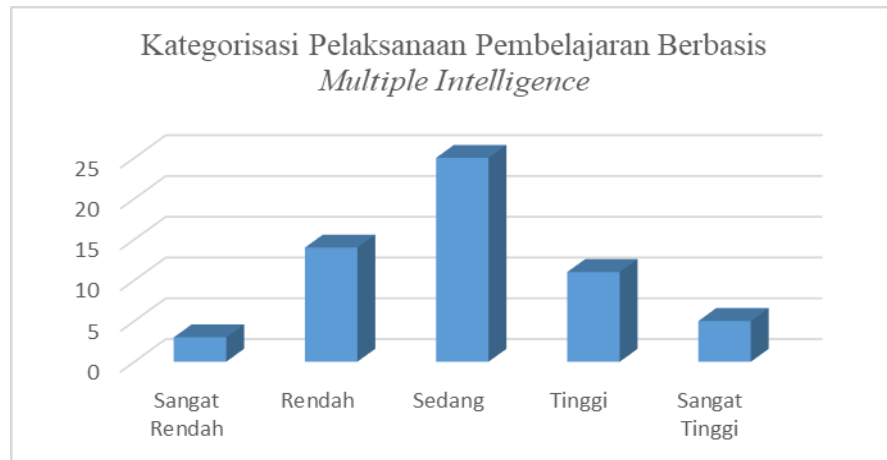 Kategorisasi Pelaksanaan Pembelajaran Berbasis
Multiple Intelligence
25
20
15
10
5
0
Sangat
Rendah
Rendah
Sedang
Tinggi
Sangat
Tinggi